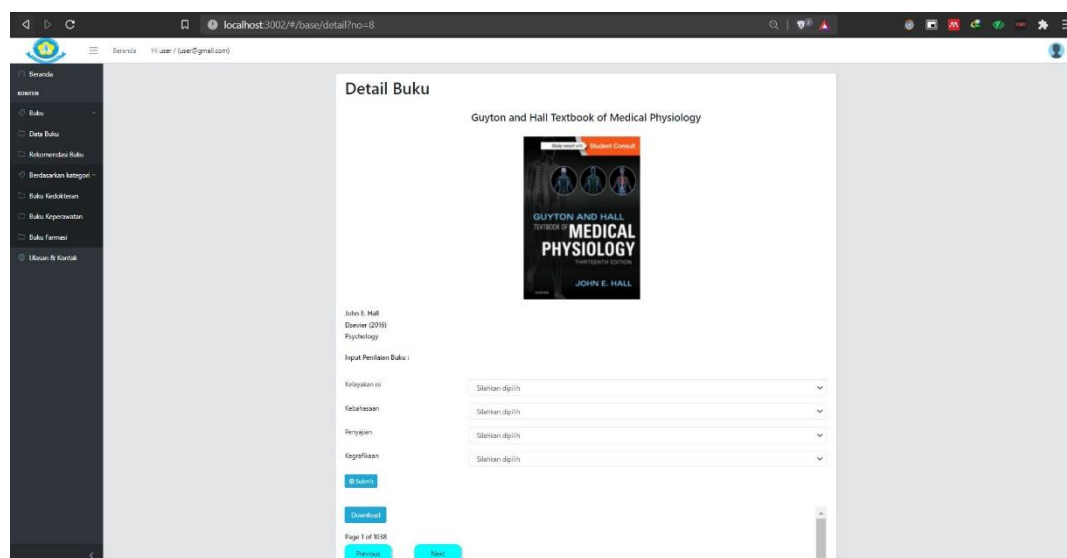 localhost:3002/#/base/detail?no=8
Beranda Hi user / (user@gmail.com)
Beranda
KONTEN
Buku
Data Buku
Rekomendasi Buku
Berdasarkan kategori
Buku Kedokteran
Buku Keperawatan
Buku Farmasi
Ulasan & Kontak
Detail Buku
Guyton and Hall Textbook of Medical Physiology
Student Consult
GUYTON AND HALL
TEXTBOOK OF MEDICAL
PHYSIOLOGY
THIRTEENTH EDITION
JOHN E. HALL
John E. Hall
Elsevier (2016)
Psychology
Input Penilaian Buku :
Kelayakan isi Silahkan dipilih
Kebahasaan Silahkan dipilih
Penyajian Silahkan dipilih
Kegrafikaan Silahkan dipilih
Submit
Download
Page 1 of 1038
Previous Next